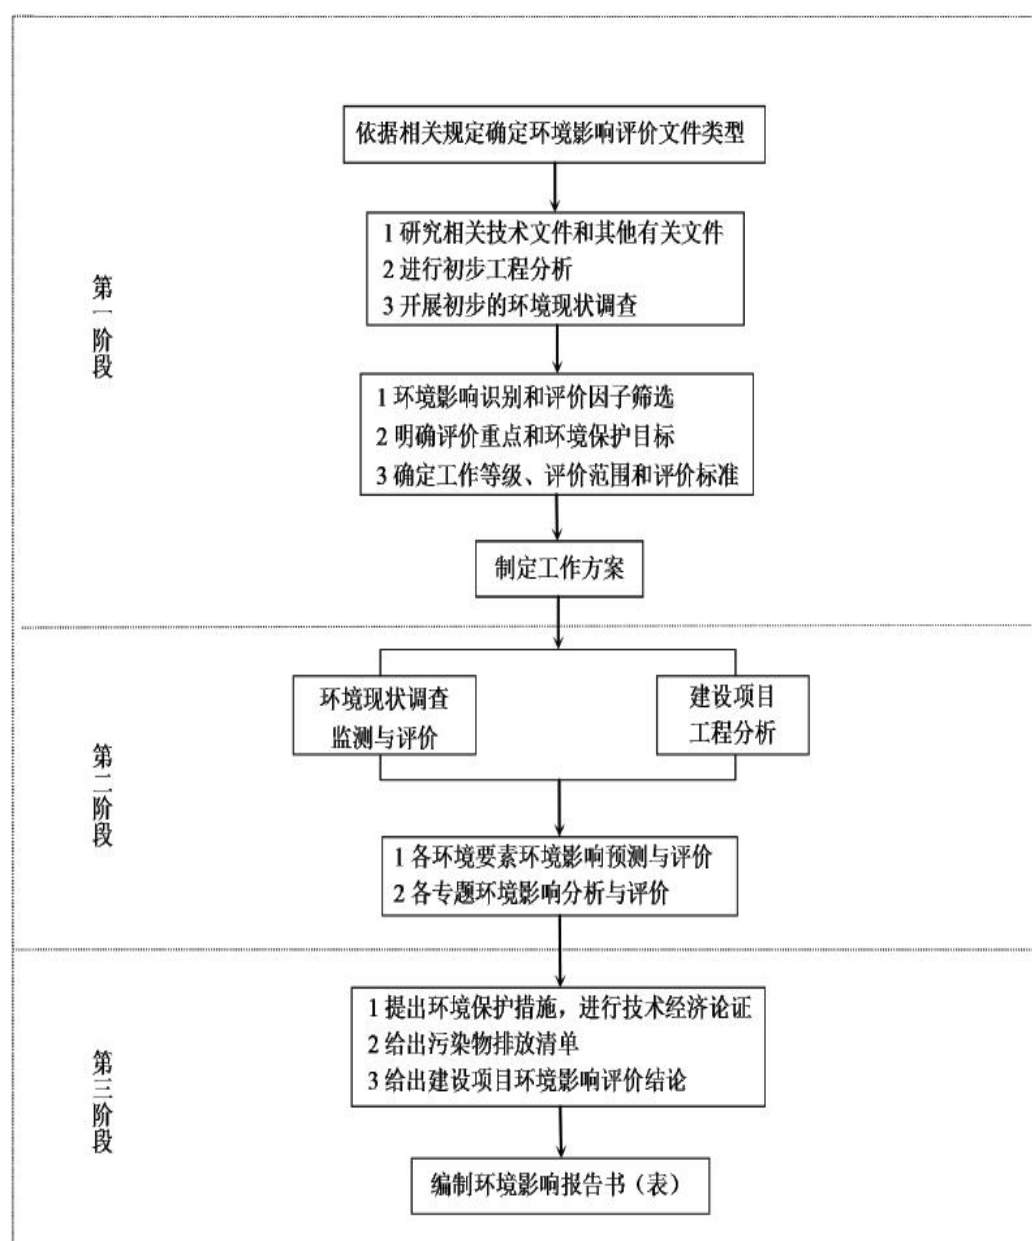 依据相关规定确定环境影响评价文件类型
1 研究相关技术文件和其他有关文件
2 进行初步工程分析
3 开展初步的环境现状调查
第一阶段
1 环境影响识别和评价因子筛选
2 明确评价重点和环境保护目标
3 确定工作等级、评价范围和评价标准
制定工作方案
环境现状调查
监测与评价
建设项目
工程分析
第二阶段
1 各环境要素环境影响预测与评价
2 各专题环境影响分析与评价
1 提出环境保护措施，进行技术经济论证
2 给出污染物排放清单
3 给出建设项目环境影响评价结论
第三阶段
编制环境影响报告书（表）